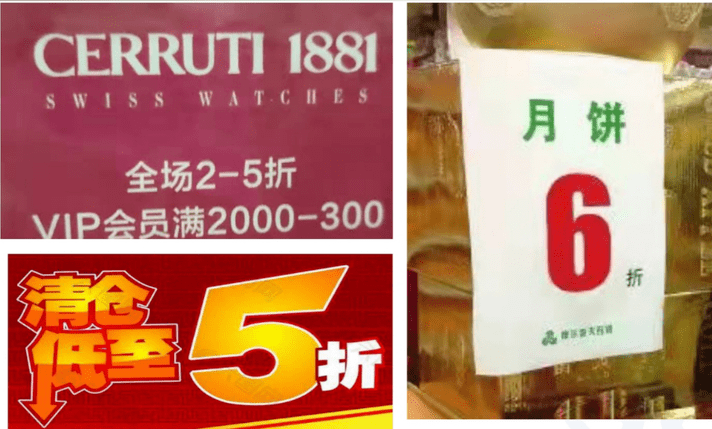 CERRUTI 1881
SWISS WATCHES
全场2-5折
VIP会员满2000-300
清仓
低至5折
月饼
6
折